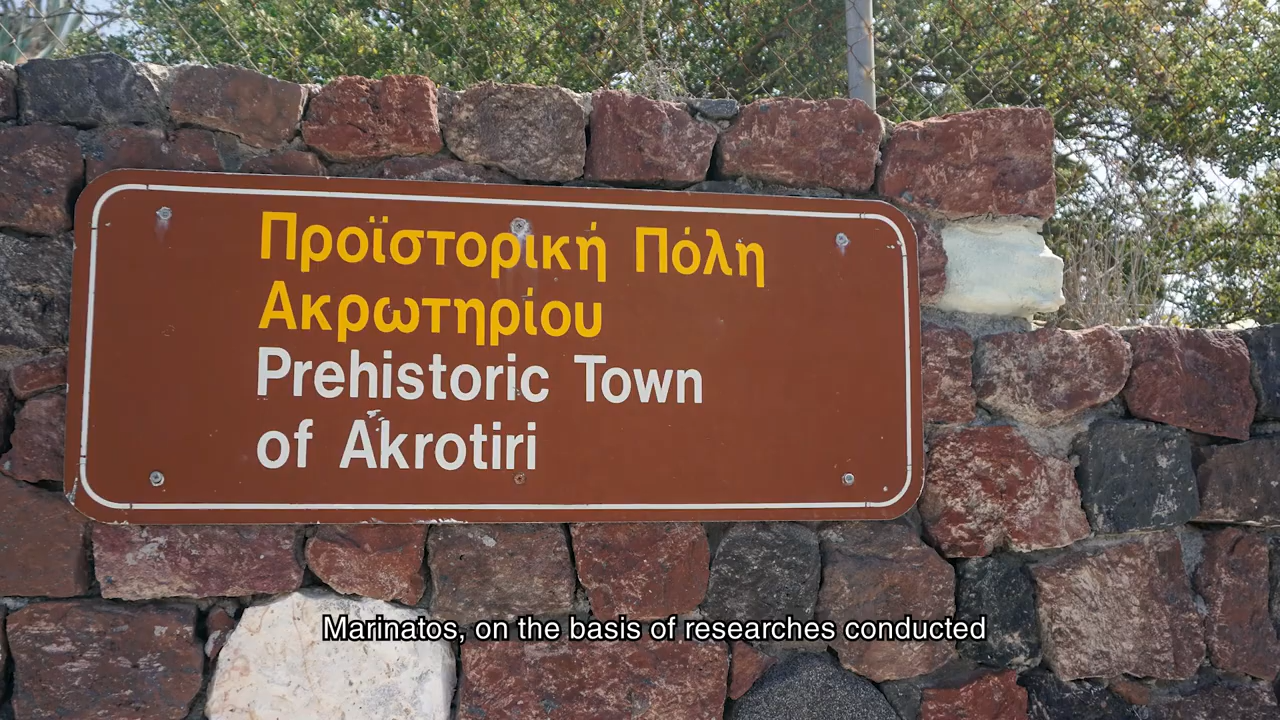 Προϊστορική Πόλη
Ακρωτηρίου
Prehistoric Town
of Akrotiri
Marinatos, on the basis of researches conducted